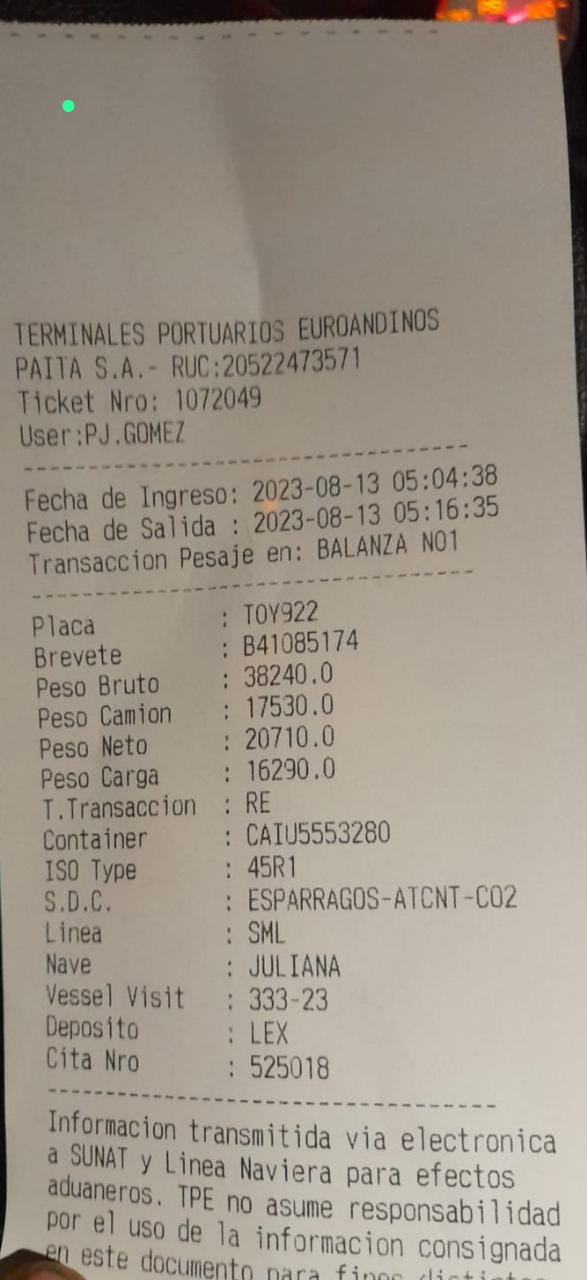 TERMINALES PORTUARIOS EUROANDINOS
PAITA S.A.- RUC:20522473571
Ticket Nro: 1072049
User:PJ.GOMEZ
Fecha de Ingreso: 2023-08-13 05:04:38
Fecha de Salida : 2023-08-13 05:16:35
Transaccion Pesaje en: BALANZA NO1
Placa : TOY922
Brevete : B41085174
Peso Bruto : 38240.0
Peso Camion : 17530.0
Peso Neto : 20710.0
Peso Carga : 16290.0
T.Transaccion : RE
Container : CAIU5553280
ISO Type : 45R1
S.D.C. : ESPARRAGOS-ATCNT-CO2
Linea : SML
Nave : JULIANA
Vessel Visit : 333-23
Deposito : LEX
Cita Nro : 525018
Informacion transmitida via electronica
a SUNAT y Linea Naviera para efectos
aduaneros. TPE no asume responsabilidad
por el uso de la informacion consignada
en este documento para fines